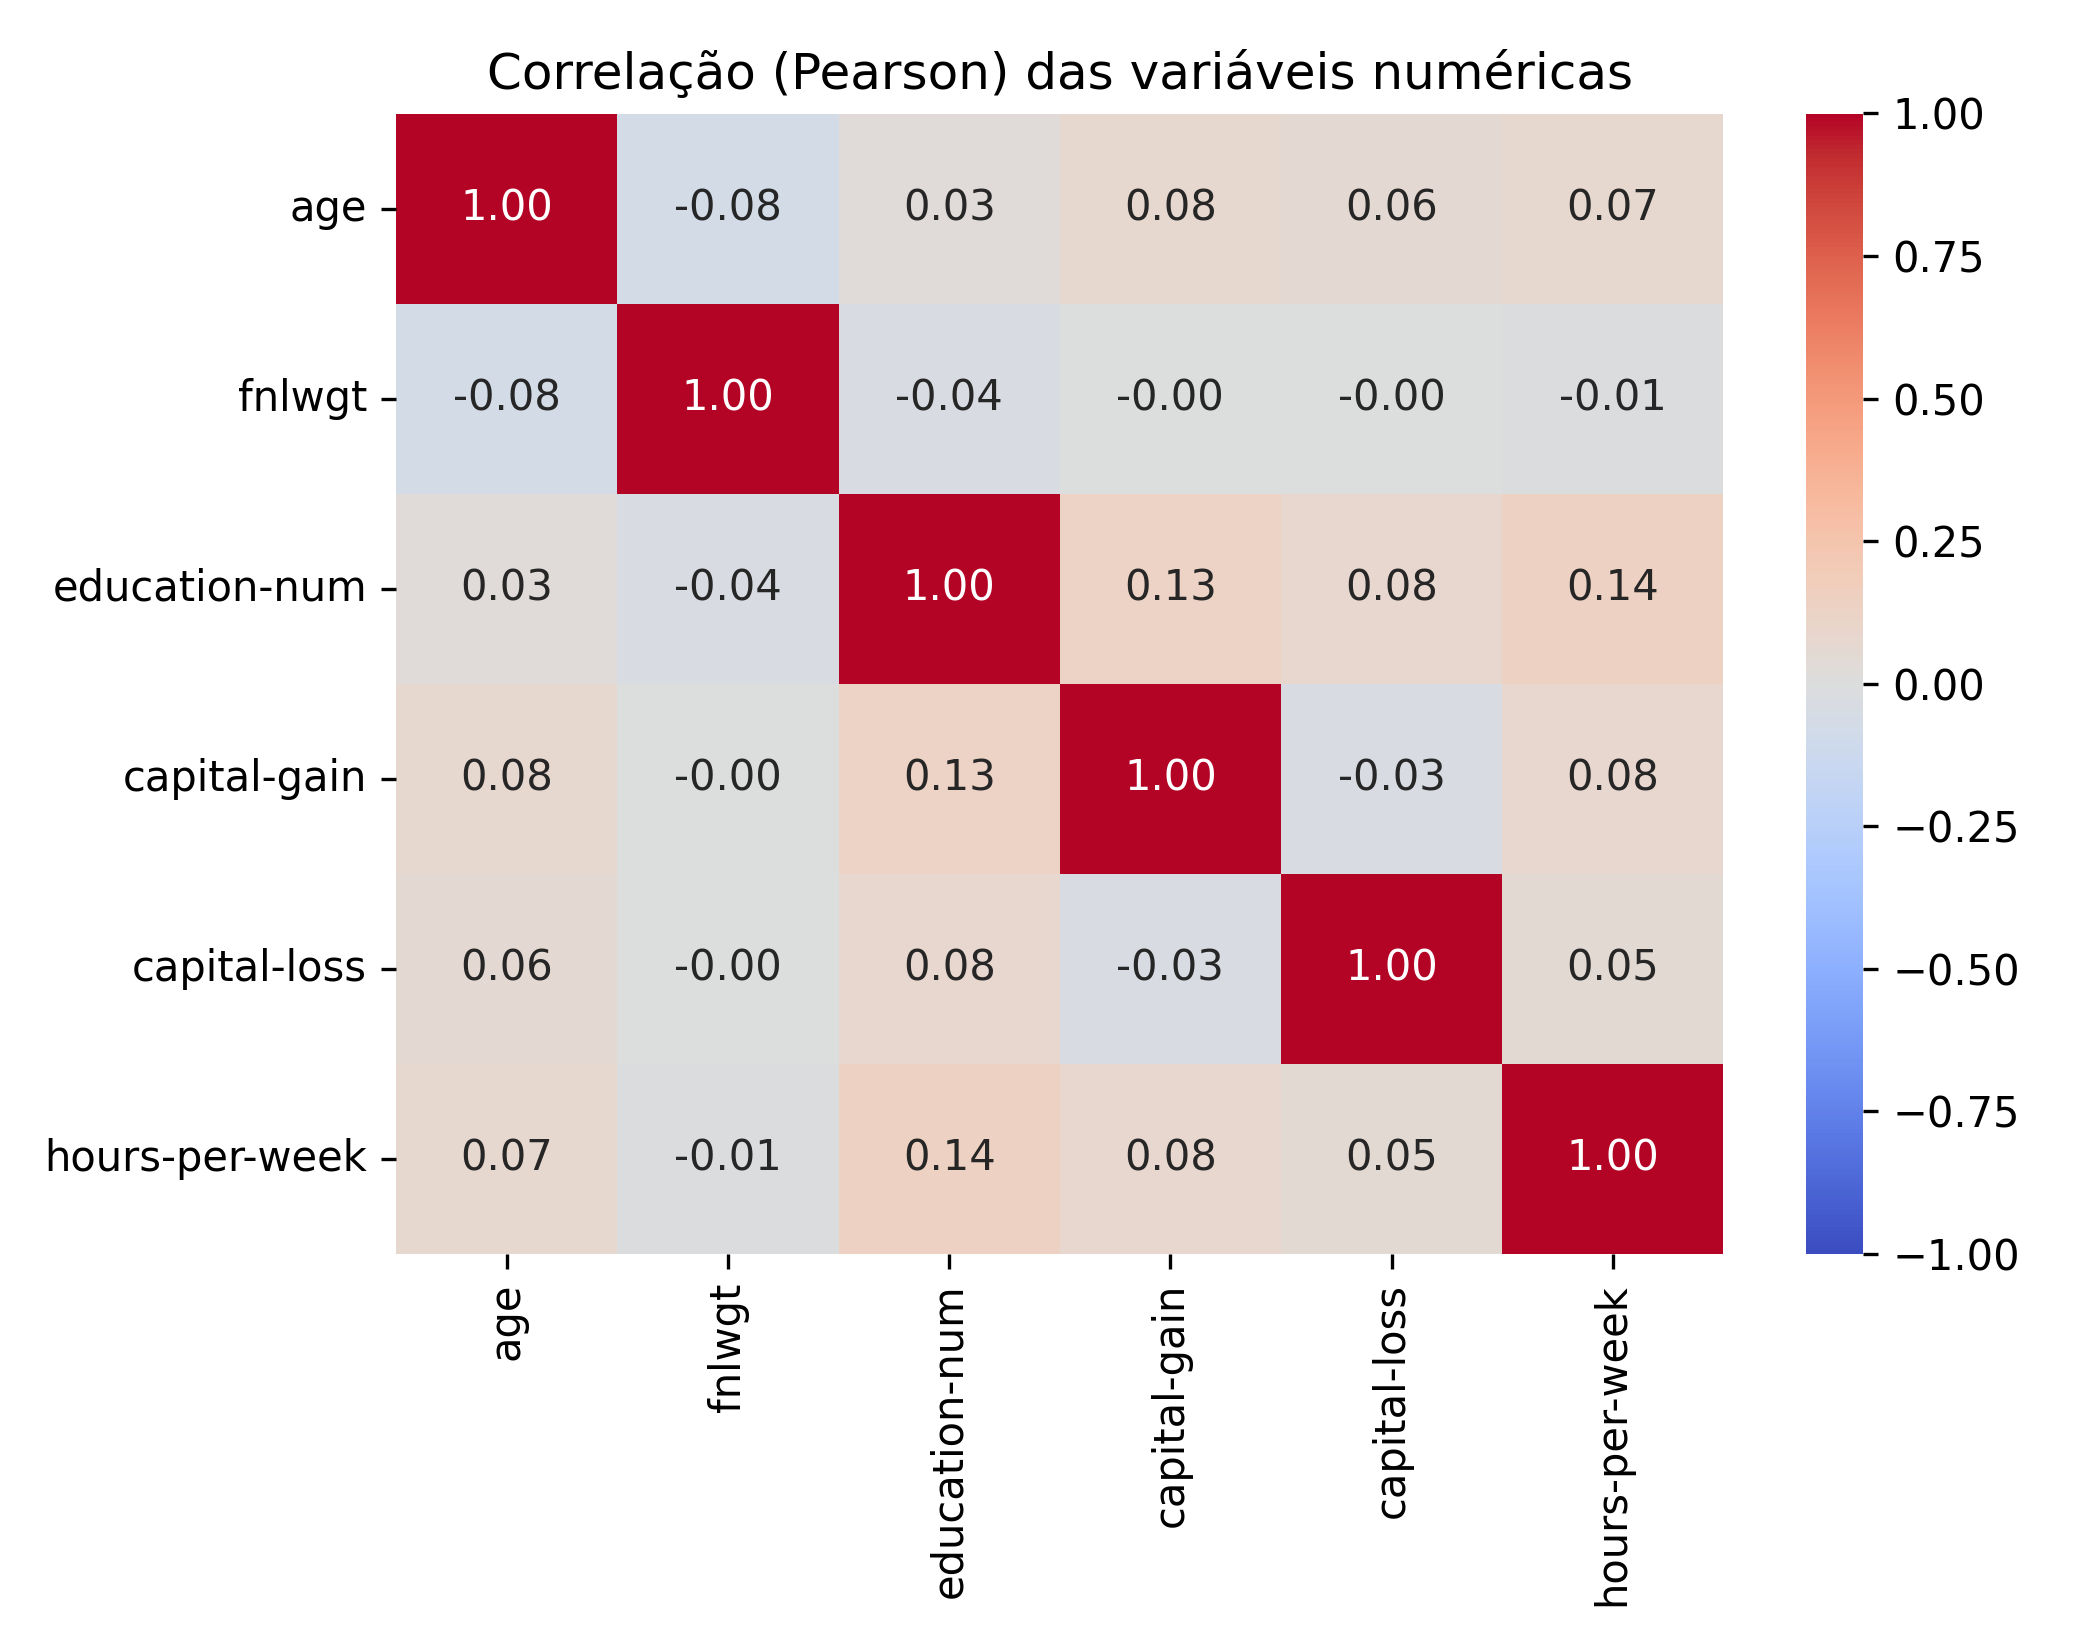 Correlação (Pearson) das variáveis numéricas
age 1.00 -0.08 0.03 0.08 0.06 0.07
fnlwgt -0.08 1.00 -0.04 -0.00 -0.00 -0.01
education-num 0.03 -0.04 1.00 0.13 0.08 0.14
capital-gain 0.08 -0.00 0.13 1.00 -0.03 0.08
capital-loss 0.06 -0.00 0.08 -0.03 1.00 0.05
hours-per-week 0.07 -0.01 0.14 0.08 0.05 1.00
age
fnlwgt
education-num
capital-gain
capital-loss
hours-per-week
1.00
0.75
0.50
0.25
0.00
−0.25
−0.50
−0.75
−1.00